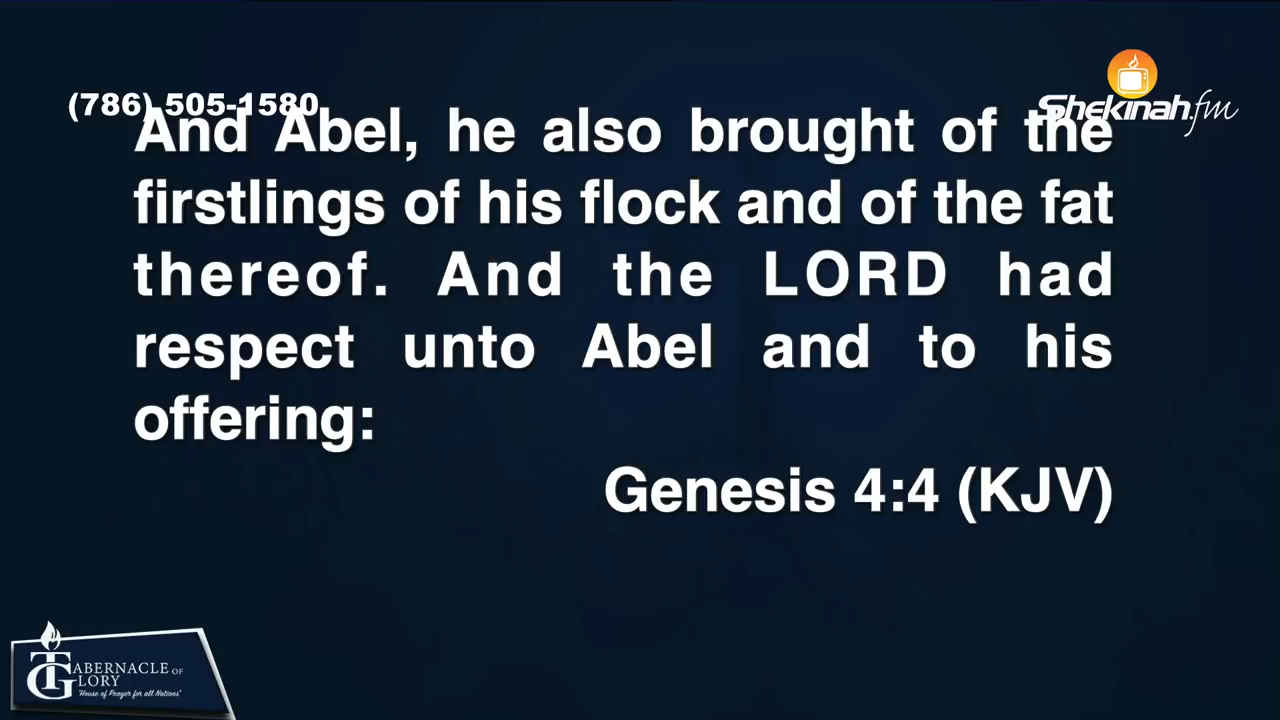 (786) 505-1580
Shekinah.fm
And Abel, he also brought of the
firstlings of his flock and of the fat
thereof. And the LORD had
respect unto Abel and to his
offering:
Genesis 4:4 (KJV)
TABERNACLE OF
GLORY
"House of Prayer for all Nations"